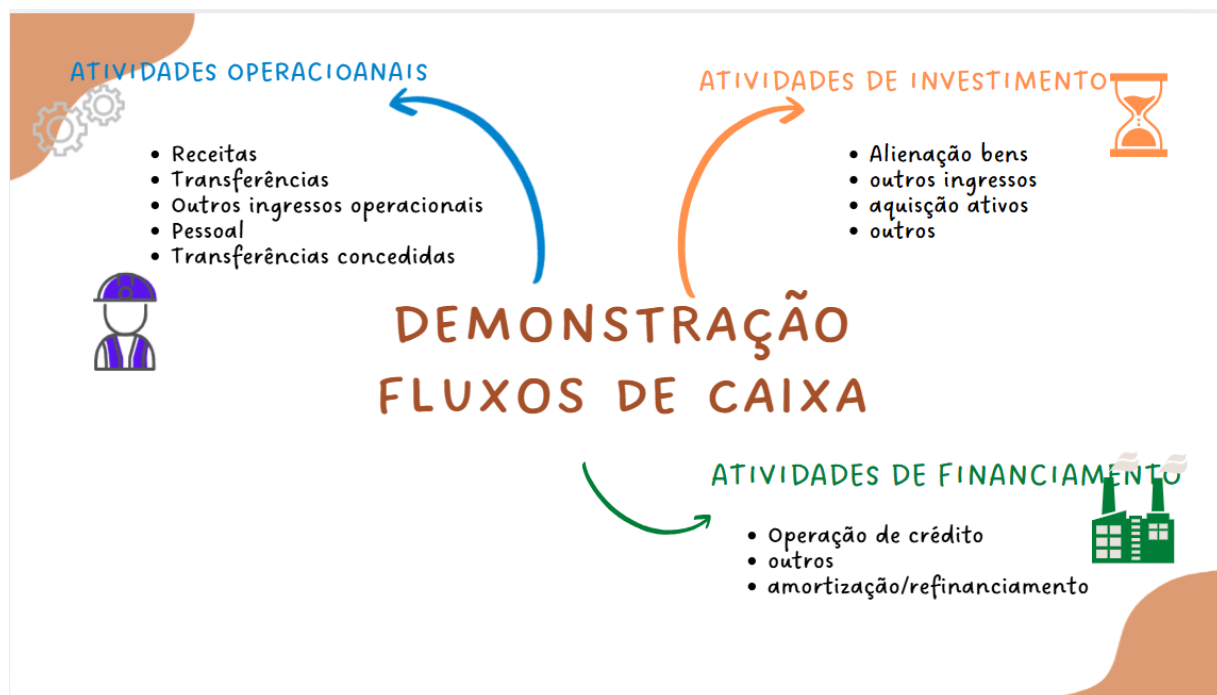 ATIVIDADES OPERACIOANAIS
• Receitas
• Transferências
• Outros ingressos operacionais
• Pessoal
• Transferências concedidas
ATIVIDADES DE INVESTIMENTO
• Alienação bens
• outros ingressos
• aquisção ativos
• outros
DEMONSTRAÇÃO
FLUXOS DE CAIXA
ATIVIDADES DE FINANCIAMENTO
• Operação de crédito
• outros
• amortização/refinanciamento